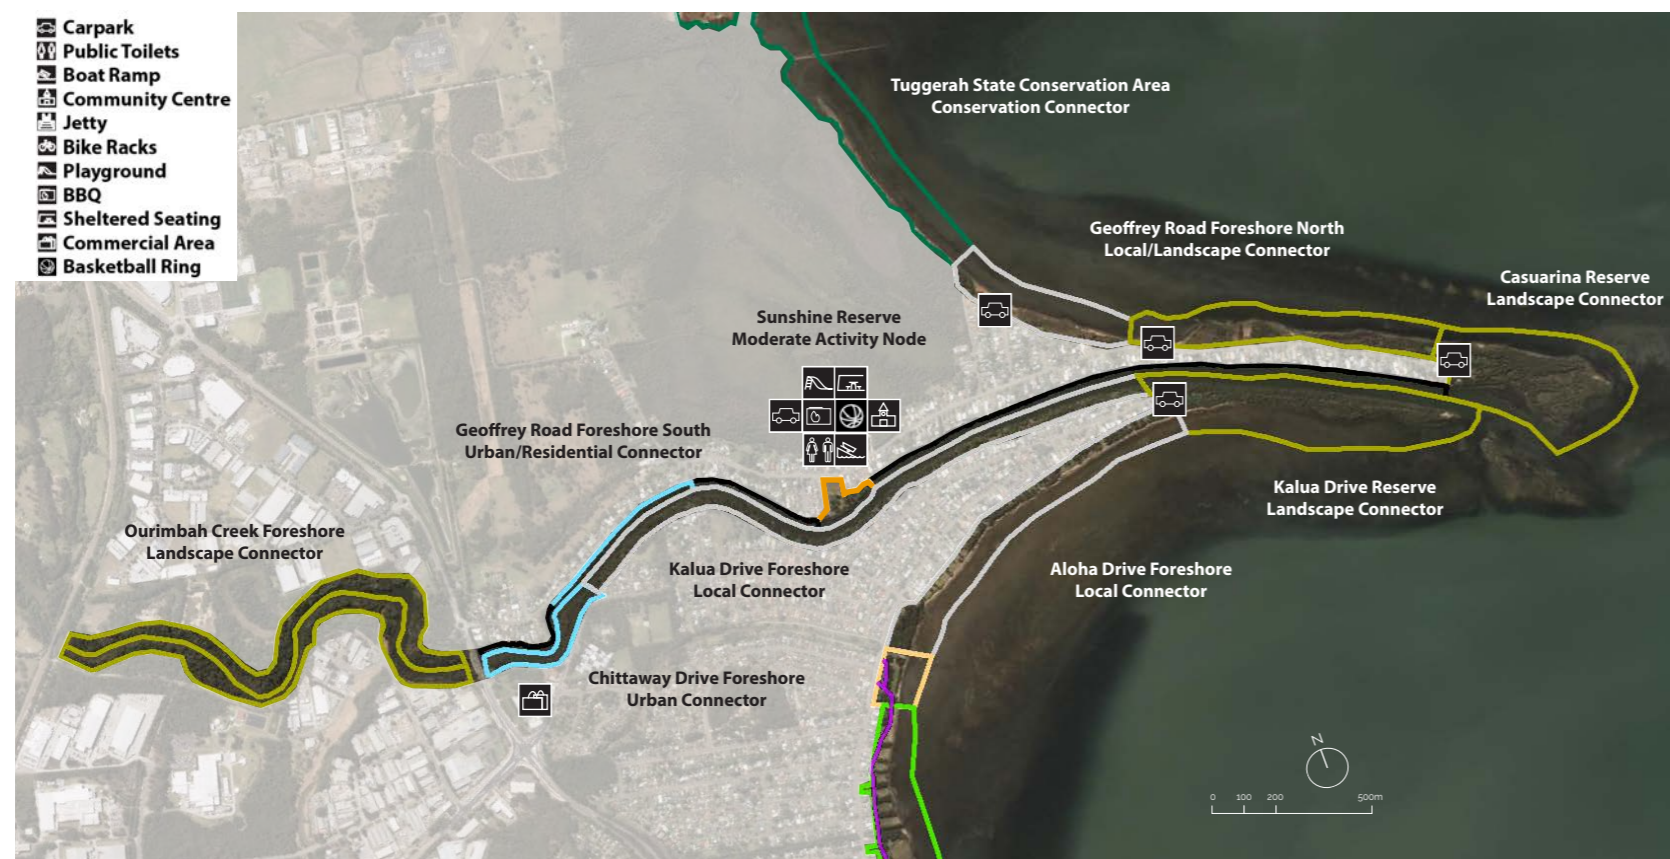 Carpark
Public Toilets
Boat Ramp
Community Centre
Jetty
Bike Racks
Playground
BBQ
Sheltered Seating
Commercial Area
Basketball Ring
Tuggerah State Conservation Area
Conservation Connector
Geoffrey Road Foreshore North
Local/Landscape Connector
Casuarina Reserve
Landscape Connector
Sunshine Reserve
Moderate Activity Node
Geoffrey Road Foreshore South
Urban/Residential Connector
Kalua Drive Reserve
Landscape Connector
Ourimbah Creek Foreshore
Landscape Connector
Kalua Drive Foreshore
Local Connector
Aloha Drive Foreshore
Local Connector
Chittaway Drive Foreshore
Urban Connector
N
0 100 200 500m